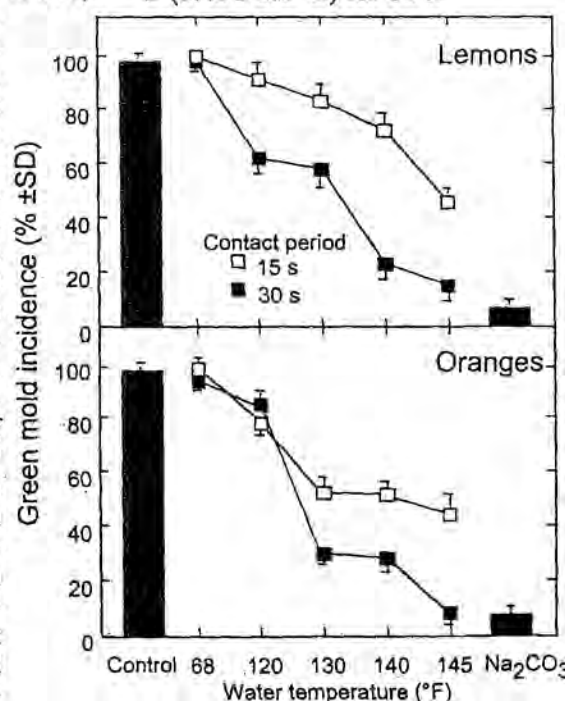 Lemons
100
80
60
40
20
0
Contact period
15 s
30 s
Green mold incidence (% ±SD)
Oranges
100
80
60
40
20
0
Control 68 120 130 140 145 Na2CO3
Water temperature (°F)